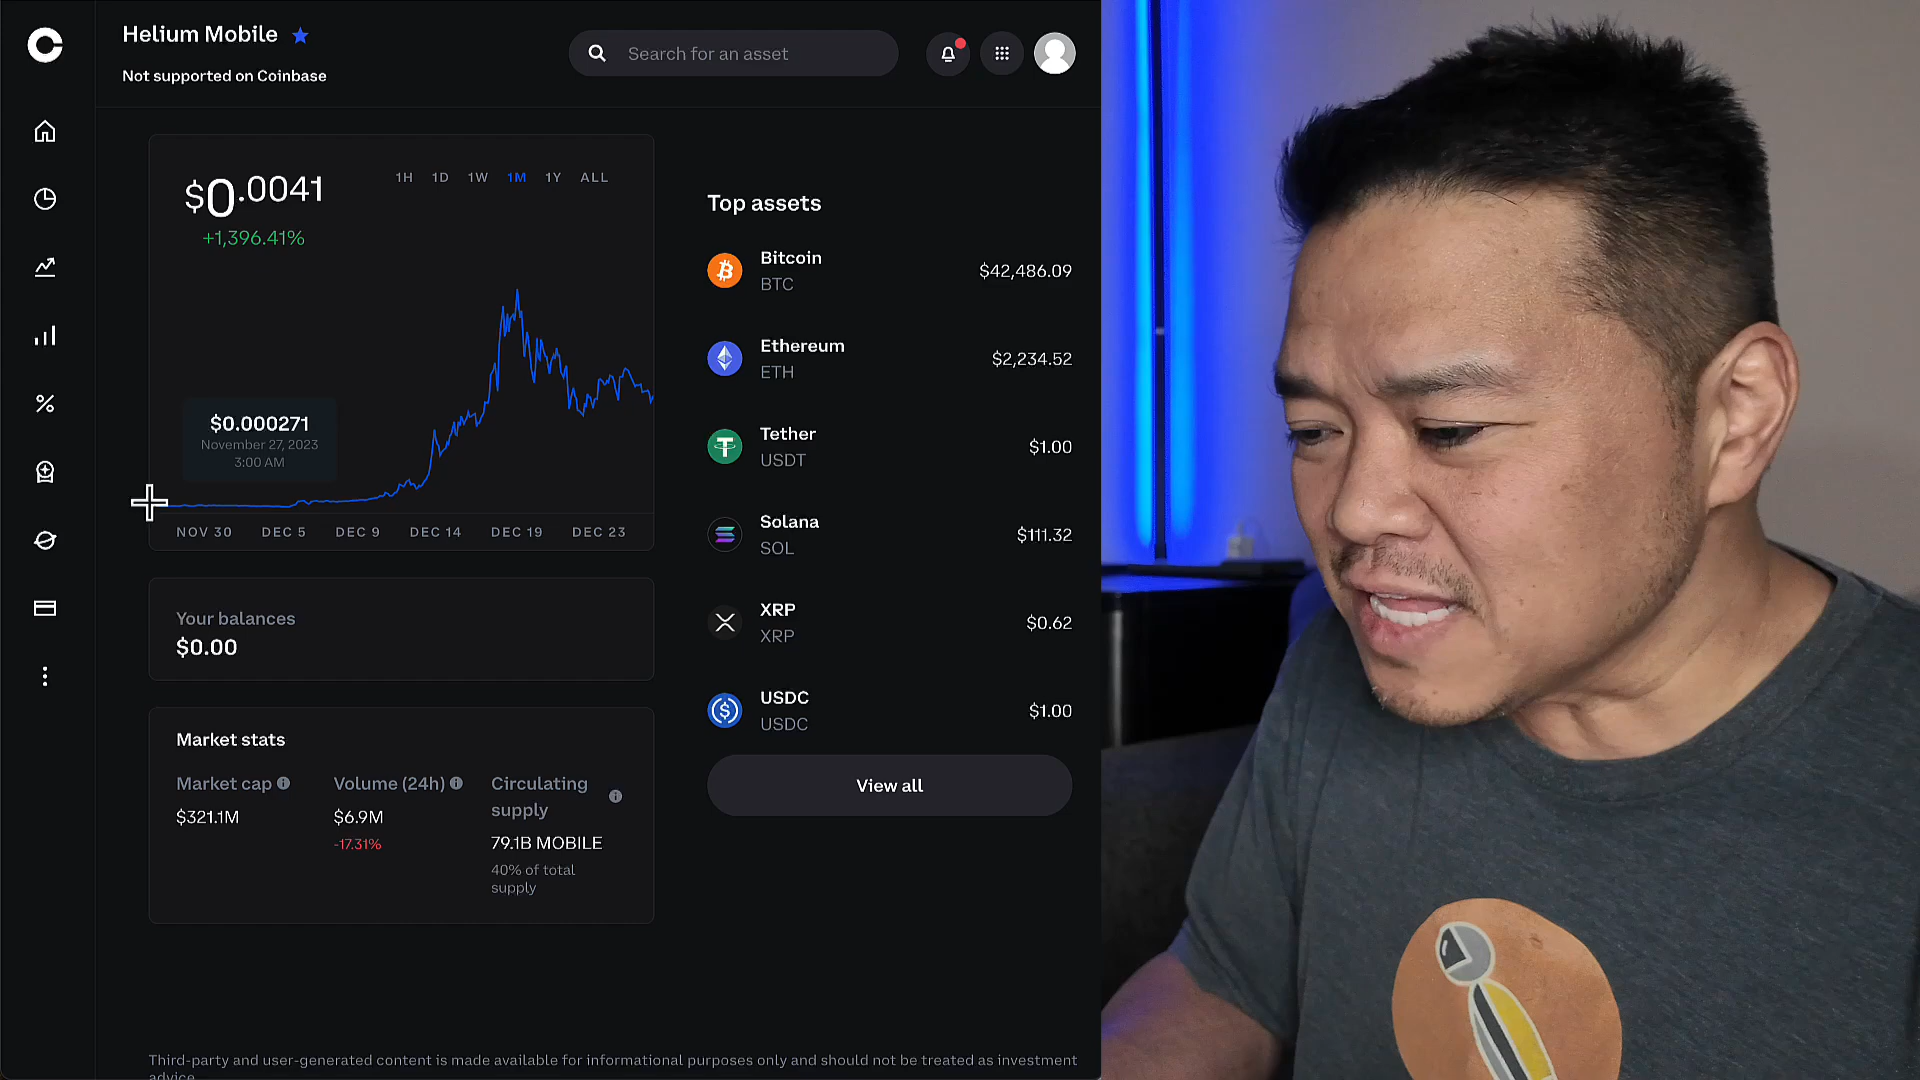 Helium Mobile
Not supported on Coinbase
Search for an asset
$0.0041
+1,396.41%
1H 1D 1W 1M 1Y ALL
$0.000271
November 27, 2023
3:00 AM
NOV 30 DEC 5 DEC 9 DEC 14 DEC 19 DEC 23
Your balances
$0.00
Market stats
Market cap
$321.1M
Volume (24h)
$6.9M
-17.31%
Circulating
supply
79.1B MOBILE
40% of total
supply
Top assets
Bitcoin
BTC
$42,486.09
Ethereum
ETH
$2,234.52
Tether
USDT
$1.00
Solana
SOL
$111.32
XRP
XRP
$0.62
USDC
USDC
$1.00
View all
Third-party and user-generated content is made available for informational purposes only and should not be treated as investment
advice.